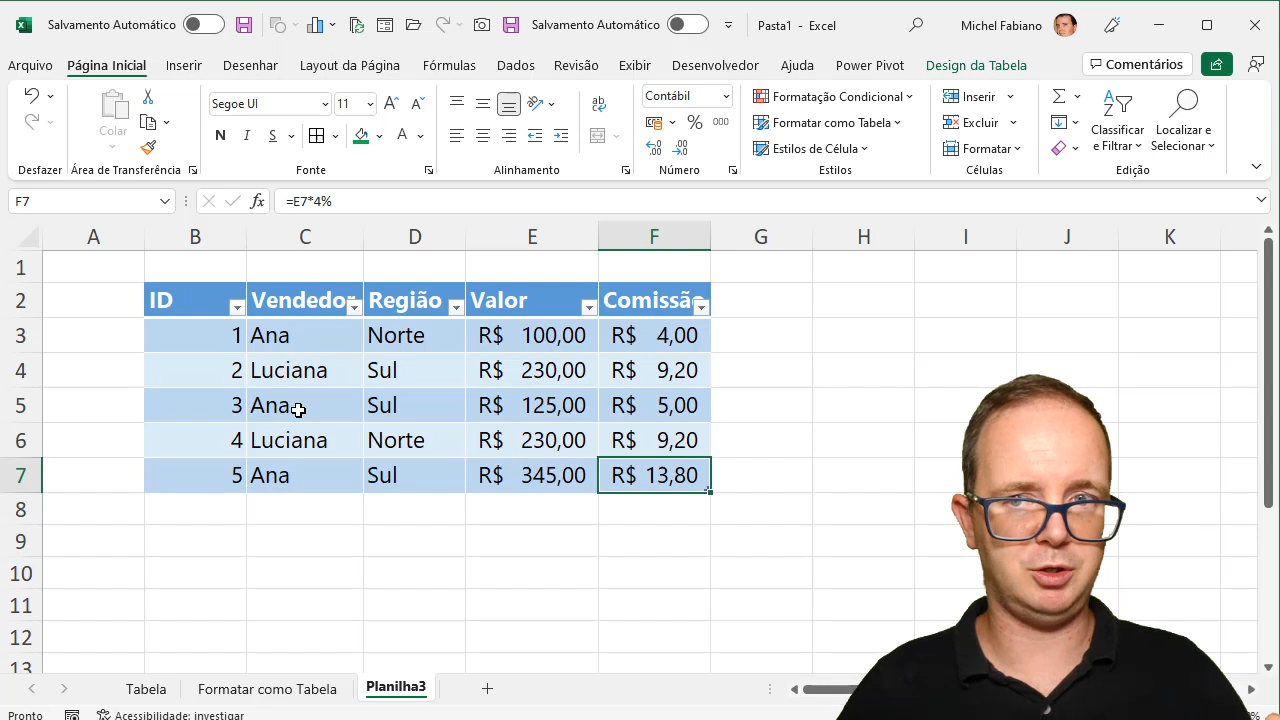 Salvamento Automático Salvamento Automático Pasta1 - Excel Michel Fabiano
Arquivo Página Inicial Inserir Desenhar Layout da Página Fórmulas Dados Revisão Exibir Desenvolvedor Ajuda Power Pivot Design da Tabela Comentários
Colar Segoe UI 11 N I S A ab Contábil % 000 Formatação Condicional Formatar como Tabela Estilos de Célula Inserir Excluir Formatar Classificar e Filtrar Localizar e Selecionar
Desfazer Área de Transferência Fonte Alinhamento Número Estilos Células Edição
F7 fx =E7*4%
A B C D E F G H I J K
1
2 ID Vendedor Região Valor Comissão
3 1 Ana Norte R$ 100,00 R$ 4,00
4 2 Luciana Sul R$ 230,00 R$ 9,20
5 3 Ana Sul R$ 125,00 R$ 5,00
6 4 Luciana Norte R$ 230,00 R$ 9,20
7 5 Ana Sul R$ 345,00 R$ 13,80
8
9
10
11
12
13
Tabela Formatar como Tabela Planilha3
Pronto Acessibilidade: investigar